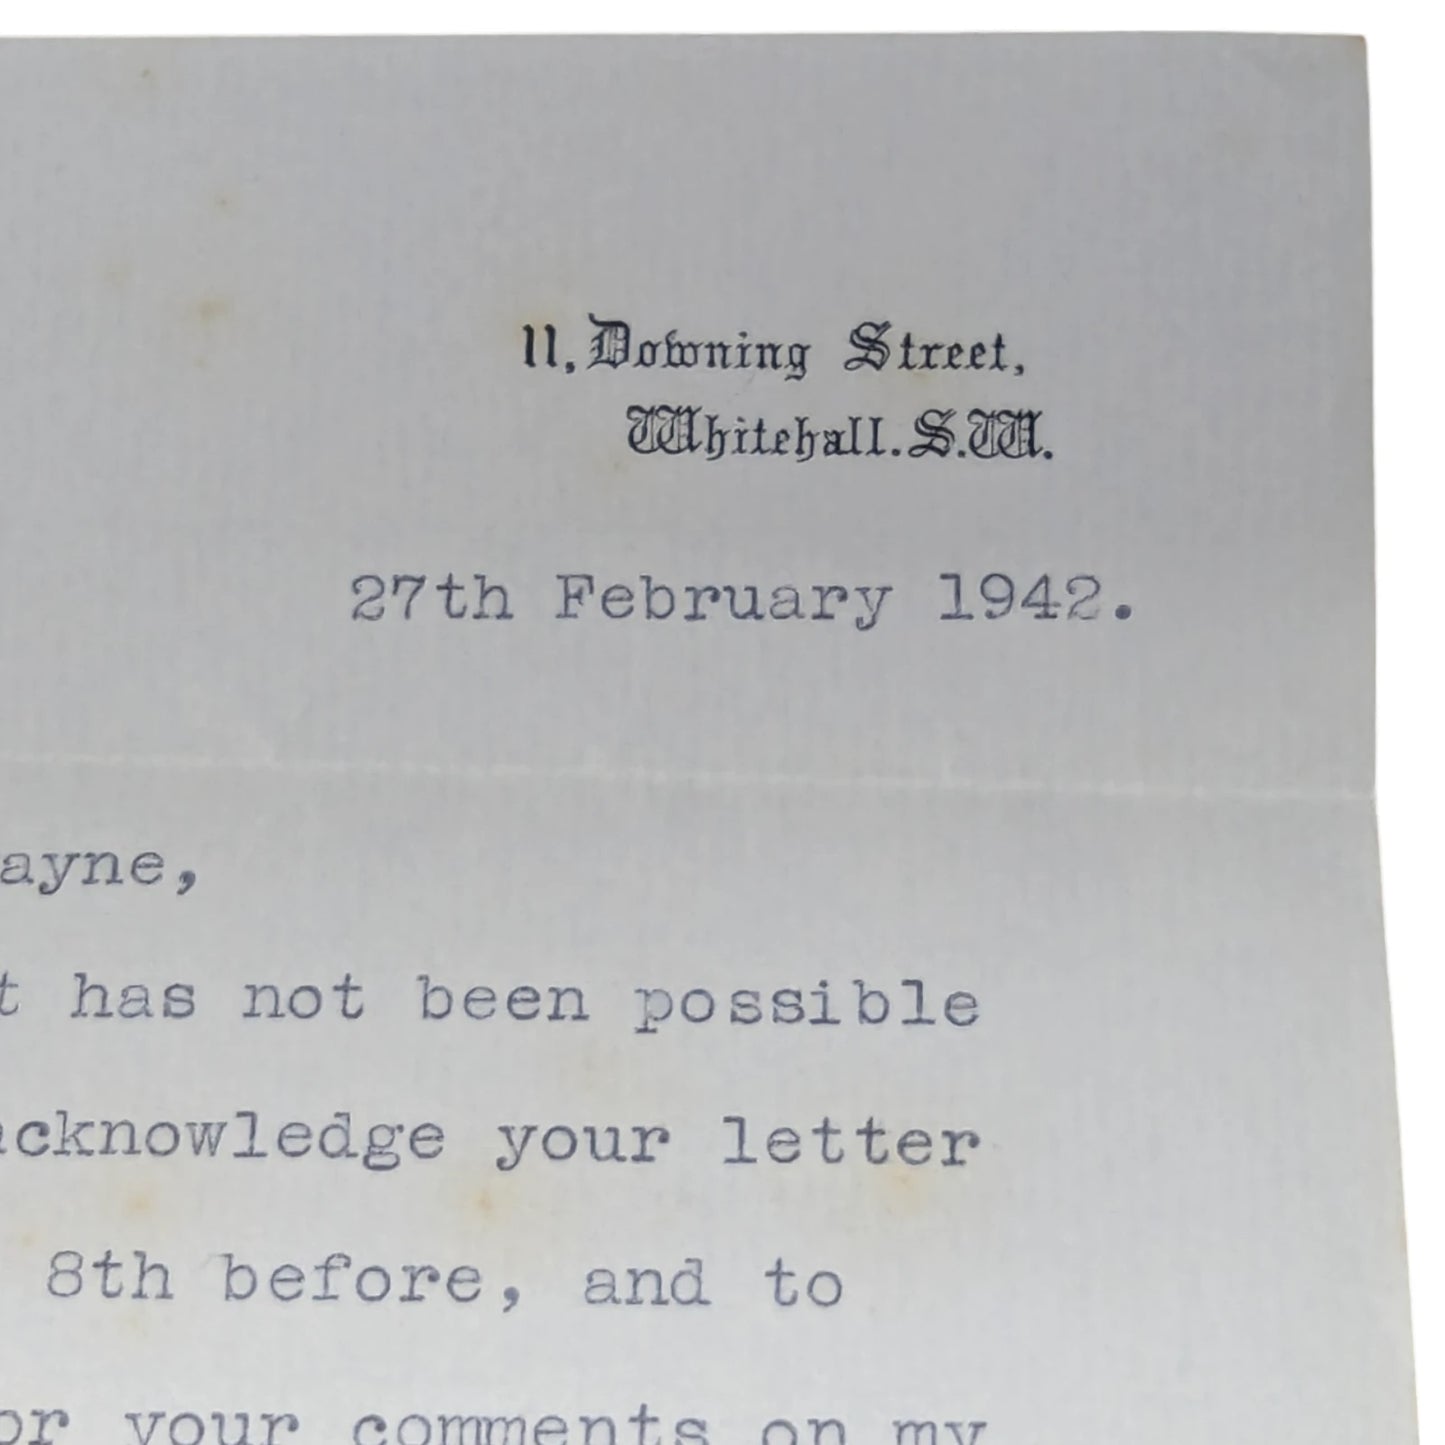 11, Downing Street,
Whitehall. S.W.
27th February 1942.
ayne,
t has not been possible
acknowledge your letter
8th before, and to
or your comments on my